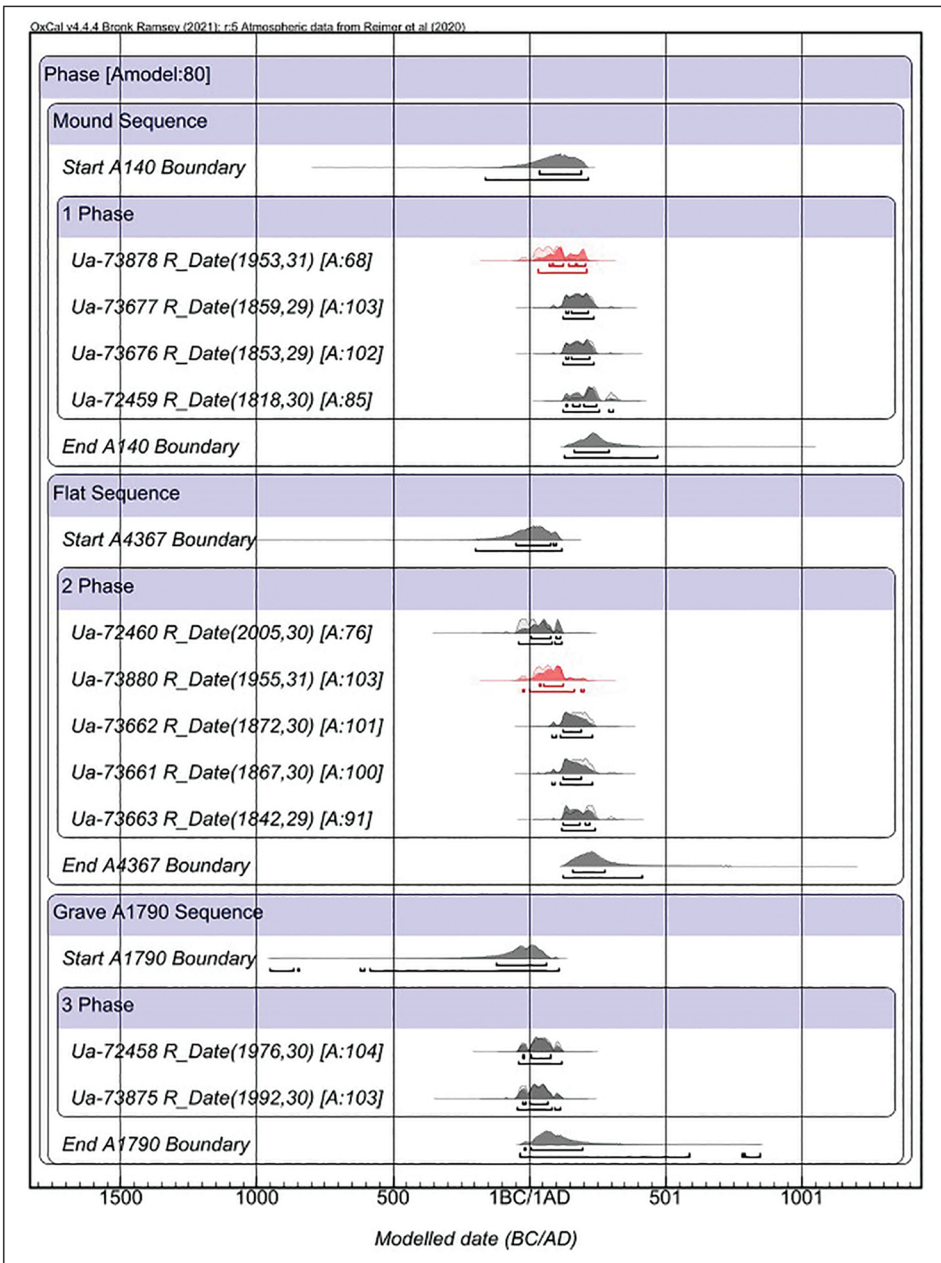 OxCal v4.4.4 Bronk Ramsey (2021); r:5 Atmospheric data from Reimer et al (2020)
Phase [Amodel:80]
Mound Sequence
Start A140 Boundary
1 Phase
Ua-73878 R_Date(1953,31) [A:68]
Ua-73677 R_Date(1859,29) [A:103]
Ua-73676 R_Date(1853,29) [A:102]
Ua-72459 R_Date(1818,30) [A:85]
End A140 Boundary
Flat Sequence
Start A4367 Boundary
2 Phase
Ua-72460 R_Date(2005,30) [A:76]
Ua-73880 R_Date(1955,31) [A:103]
Ua-73662 R_Date(1872,30) [A:101]
Ua-73661 R_Date(1867,30) [A:100]
Ua-73663 R_Date(1842,29) [A:91]
End A4367 Boundary
Grave A1790 Sequence
Start A1790 Boundary
3 Phase
Ua-72458 R_Date(1976,30) [A:104]
Ua-73875 R_Date(1992,30) [A:103]
End A1790 Boundary
1500 1000 500 1BC/1AD 501 1001
Modelled date (BC/AD)